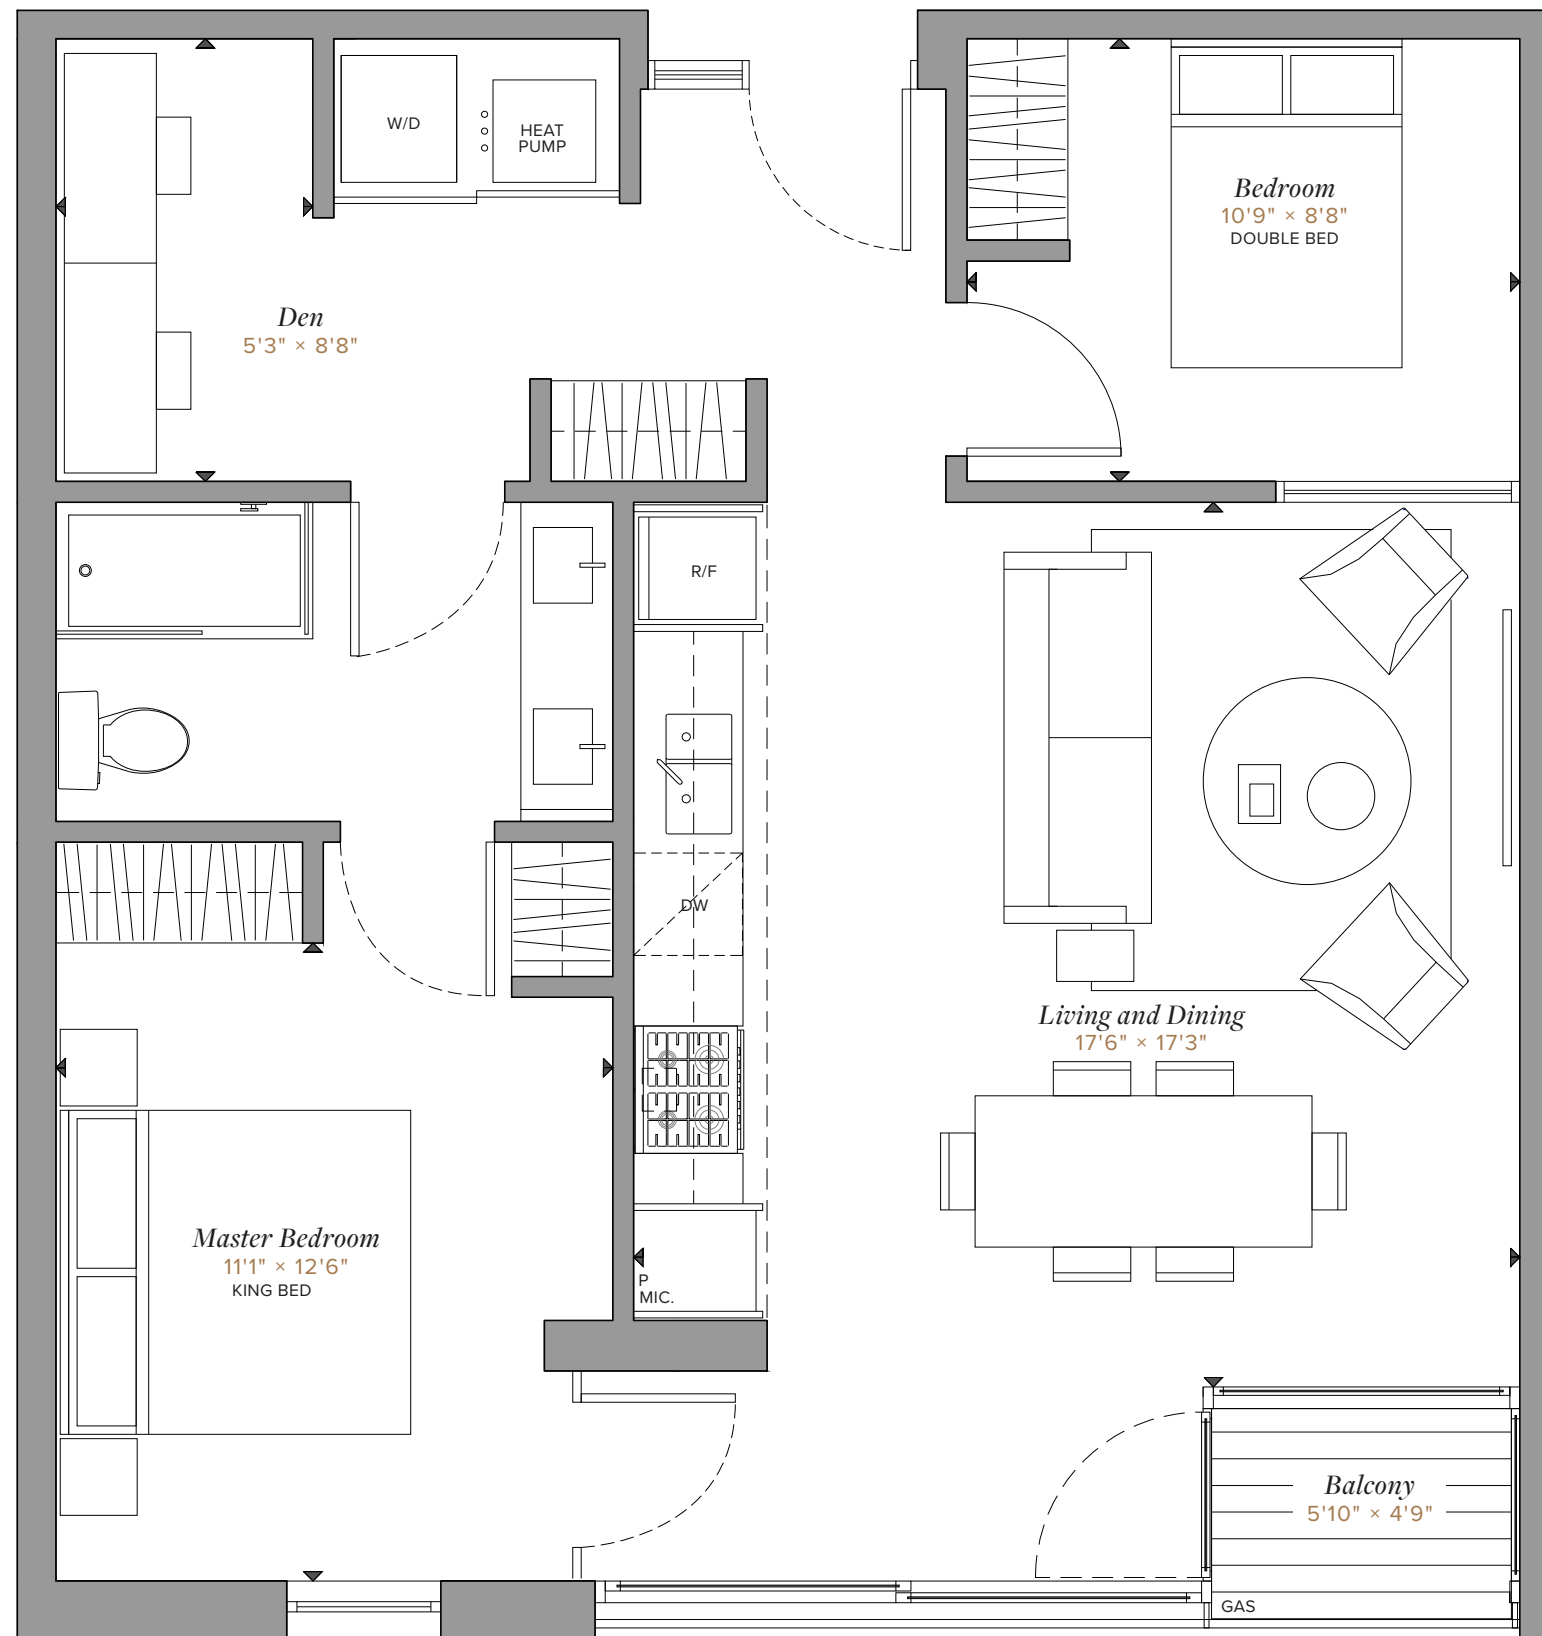 W/D
HEAT
PUMP
Bedroom
10'9" × 8'8"
DOUBLE BED
Den
5'3" × 8'8"
R/F
DW
Living and Dining
17'6" × 17'3"
Master Bedroom
11'1" × 12'6"
KING BED
P
MIC.
Balcony
5'10" × 4'9"
GAS